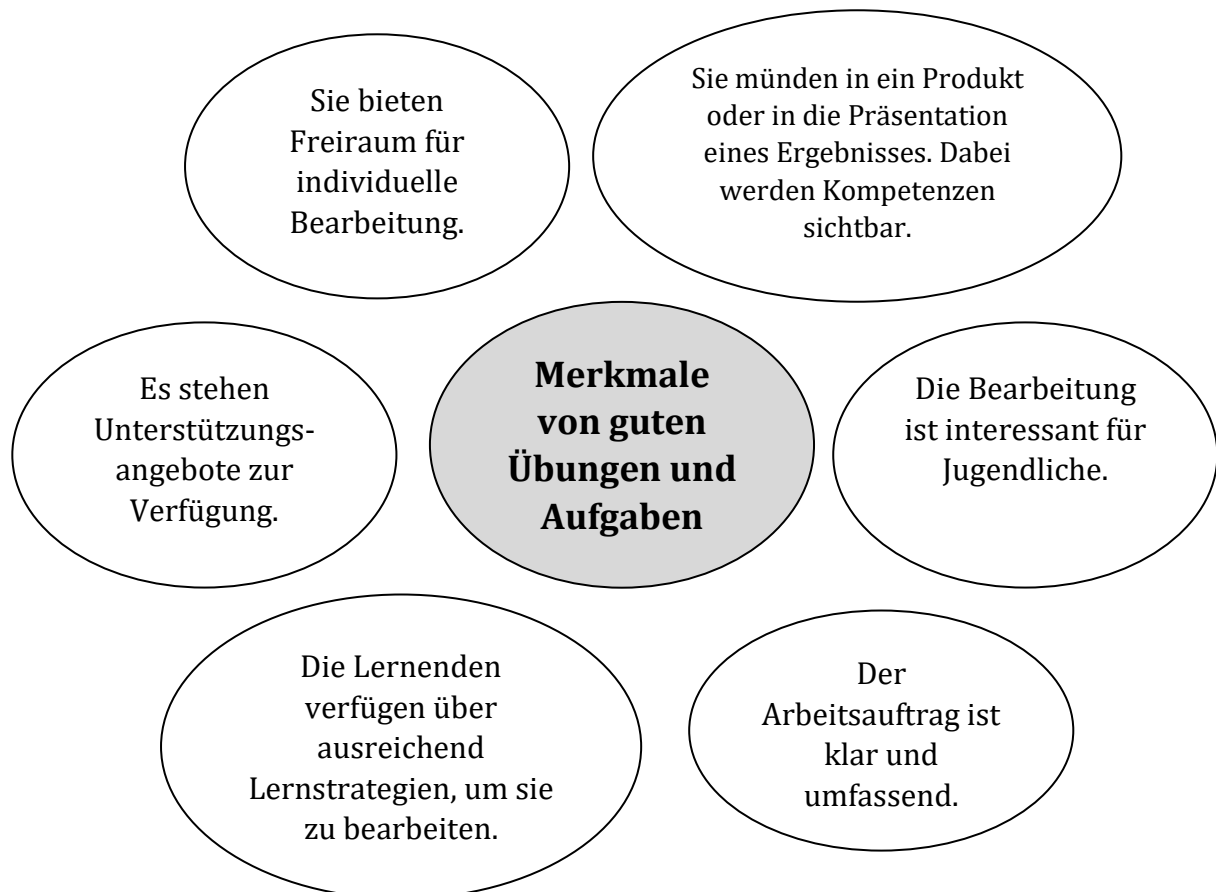 Sie bieten
Freiraum für
individuelle
Bearbeitung.
Sie münden in ein Produkt
oder in die Präsentation
eines Ergebnisses. Dabei
werden Kompetenzen
sichtbar.
Es stehen
Unterstützungs-
angebote zur
Verfügung.
Merkmale
von guten
Übungen und
Aufgaben
Die Bearbeitung
ist interessant für
Jugendliche.
Die Lernenden
verfügen über
ausreichend
Lernstrategien, um sie
zu bearbeiten.
Der
Arbeitsauftrag ist
klar und
umfassend.